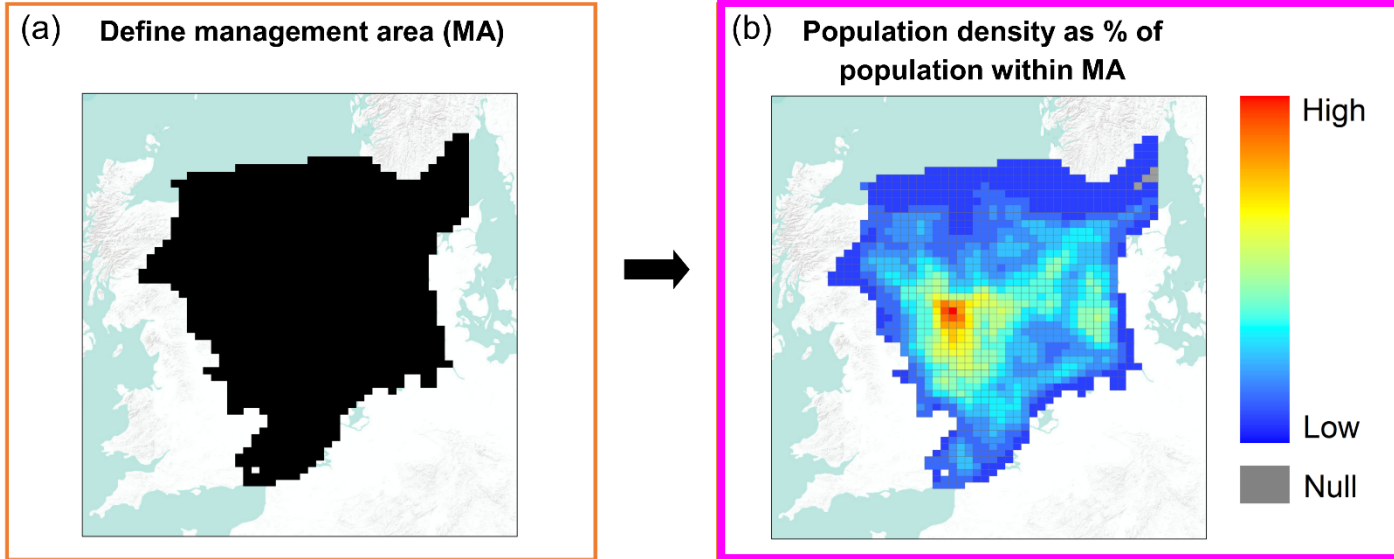 (a) Define management area (MA)
(b) Population density as % of
population within MA
High
Low
Null